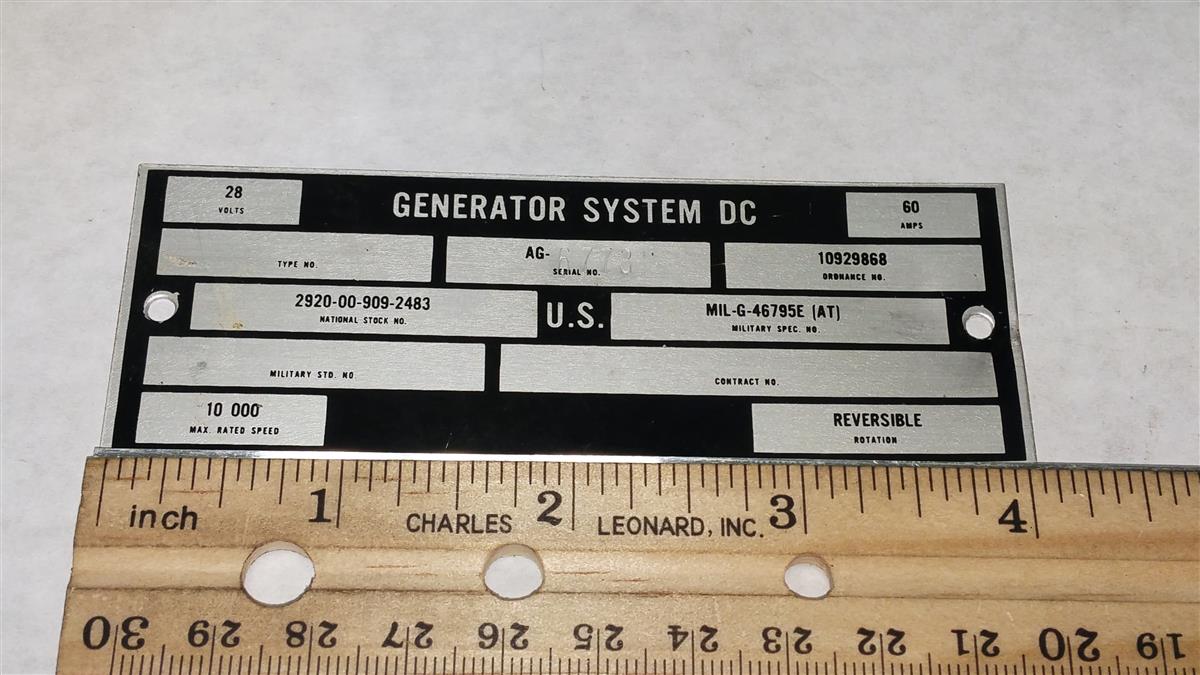 28
VOLTS
GENERATOR SYSTEM DC
60
AMPS
TYPE NO.
AG-
SERIAL NO.
10929868
ORDNANCE NO.
2920-00-909-2483
NATIONAL STOCK NO.
U.S.
MIL-G-46795E (AT)
MILITARY SPEC. NO.
MILITARY STD. NO.
CONTRACT NO.
10 000
MAX. RATED SPEED
REVERSIBLE
ROTATION
1 2 3 4
inch CHARLES LEONARD, INC.
30 29 28 27 26 25 24 23 22 21 20 19